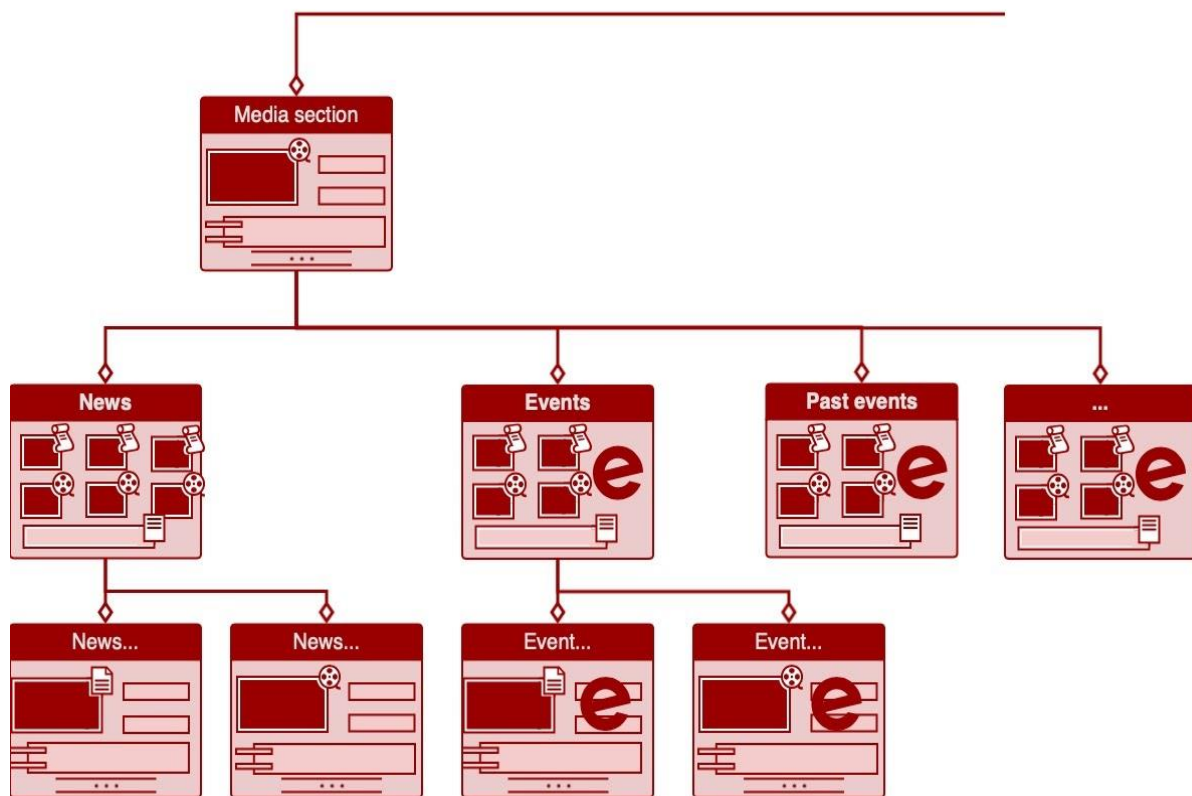 Media section
News
Events
Past events
...
e
e
e
News...
News...
Event...
Event...
e
e